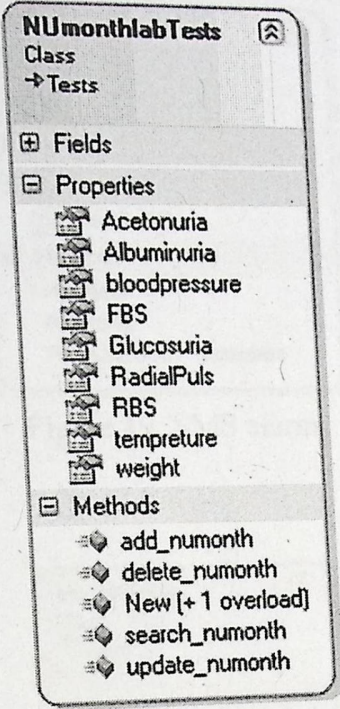 NUmonthlabTests
Class
Tests
Fields
Properties
Acetonuria
Albuminuria
bloodpressure
FBS
Glucosuria
RadialPuls
RBS
tempreture
weight
Methods
add_numonth
delete_numonth
New (+ 1 overload)
search_numonth
update_numonth